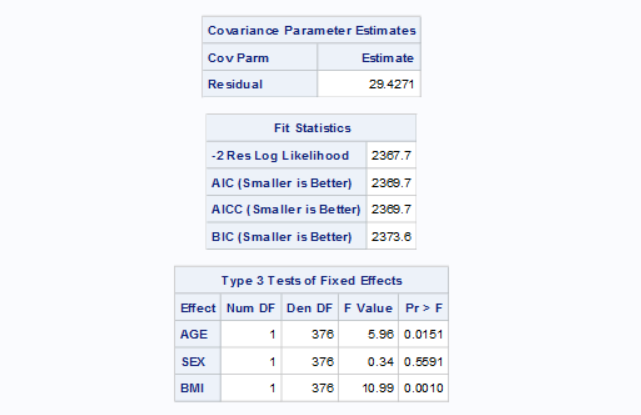 Covariance Parameter Estimates
Cov Parm Estimate
Residual 29.4271
Fit Statistics
-2 Res Log Likelihood 2367.7
AIC (Smaller is Better) 2369.7
AICC (Smaller is Better) 2369.7
BIC (Smaller is Better) 2373.6
Type 3 Tests of Fixed Effects
Effect Num DF Den DF F Value Pr > F
AGE 1 376 5.96 0.0151
SEX 1 376 0.34 0.5591
BMI 1 376 10.99 0.0010